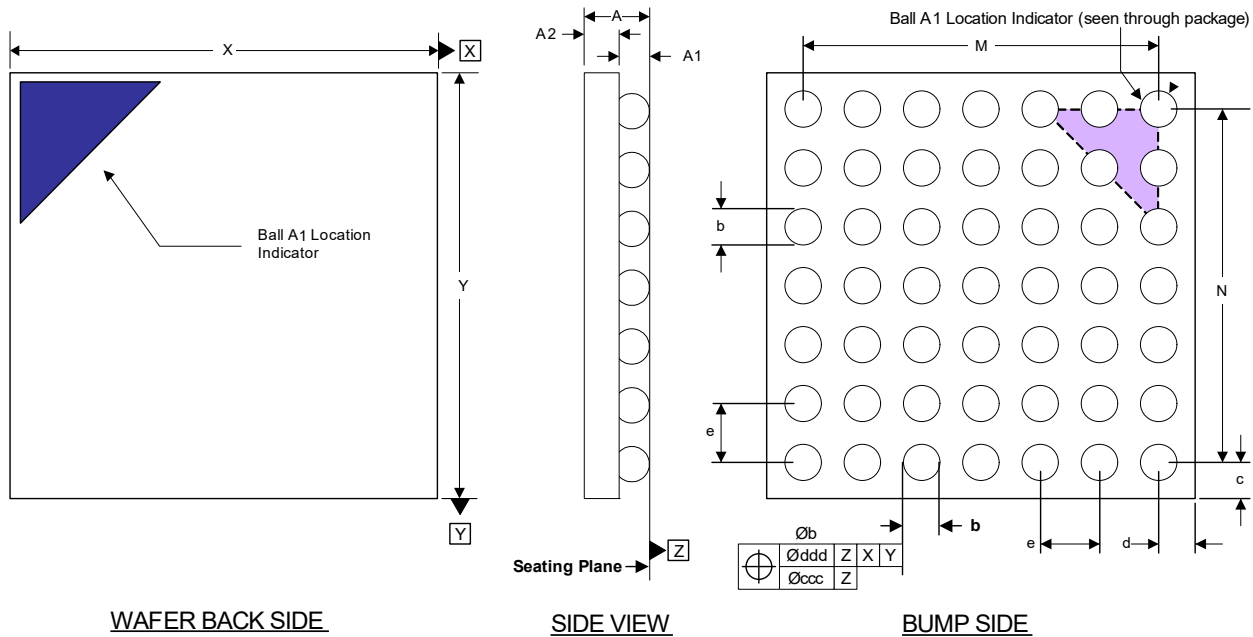 X
X
Y
Y
Ball A1 Location
Indicator
WAFER BACK SIDE
A
A2
A1
Z
Seating Plane
SIDE VIEW
Ball A1 Location Indicator (seen through package)
M
b
N
e
c
b
e
d
Øb
Øddd Z X Y
Øccc Z
BUMP SIDE